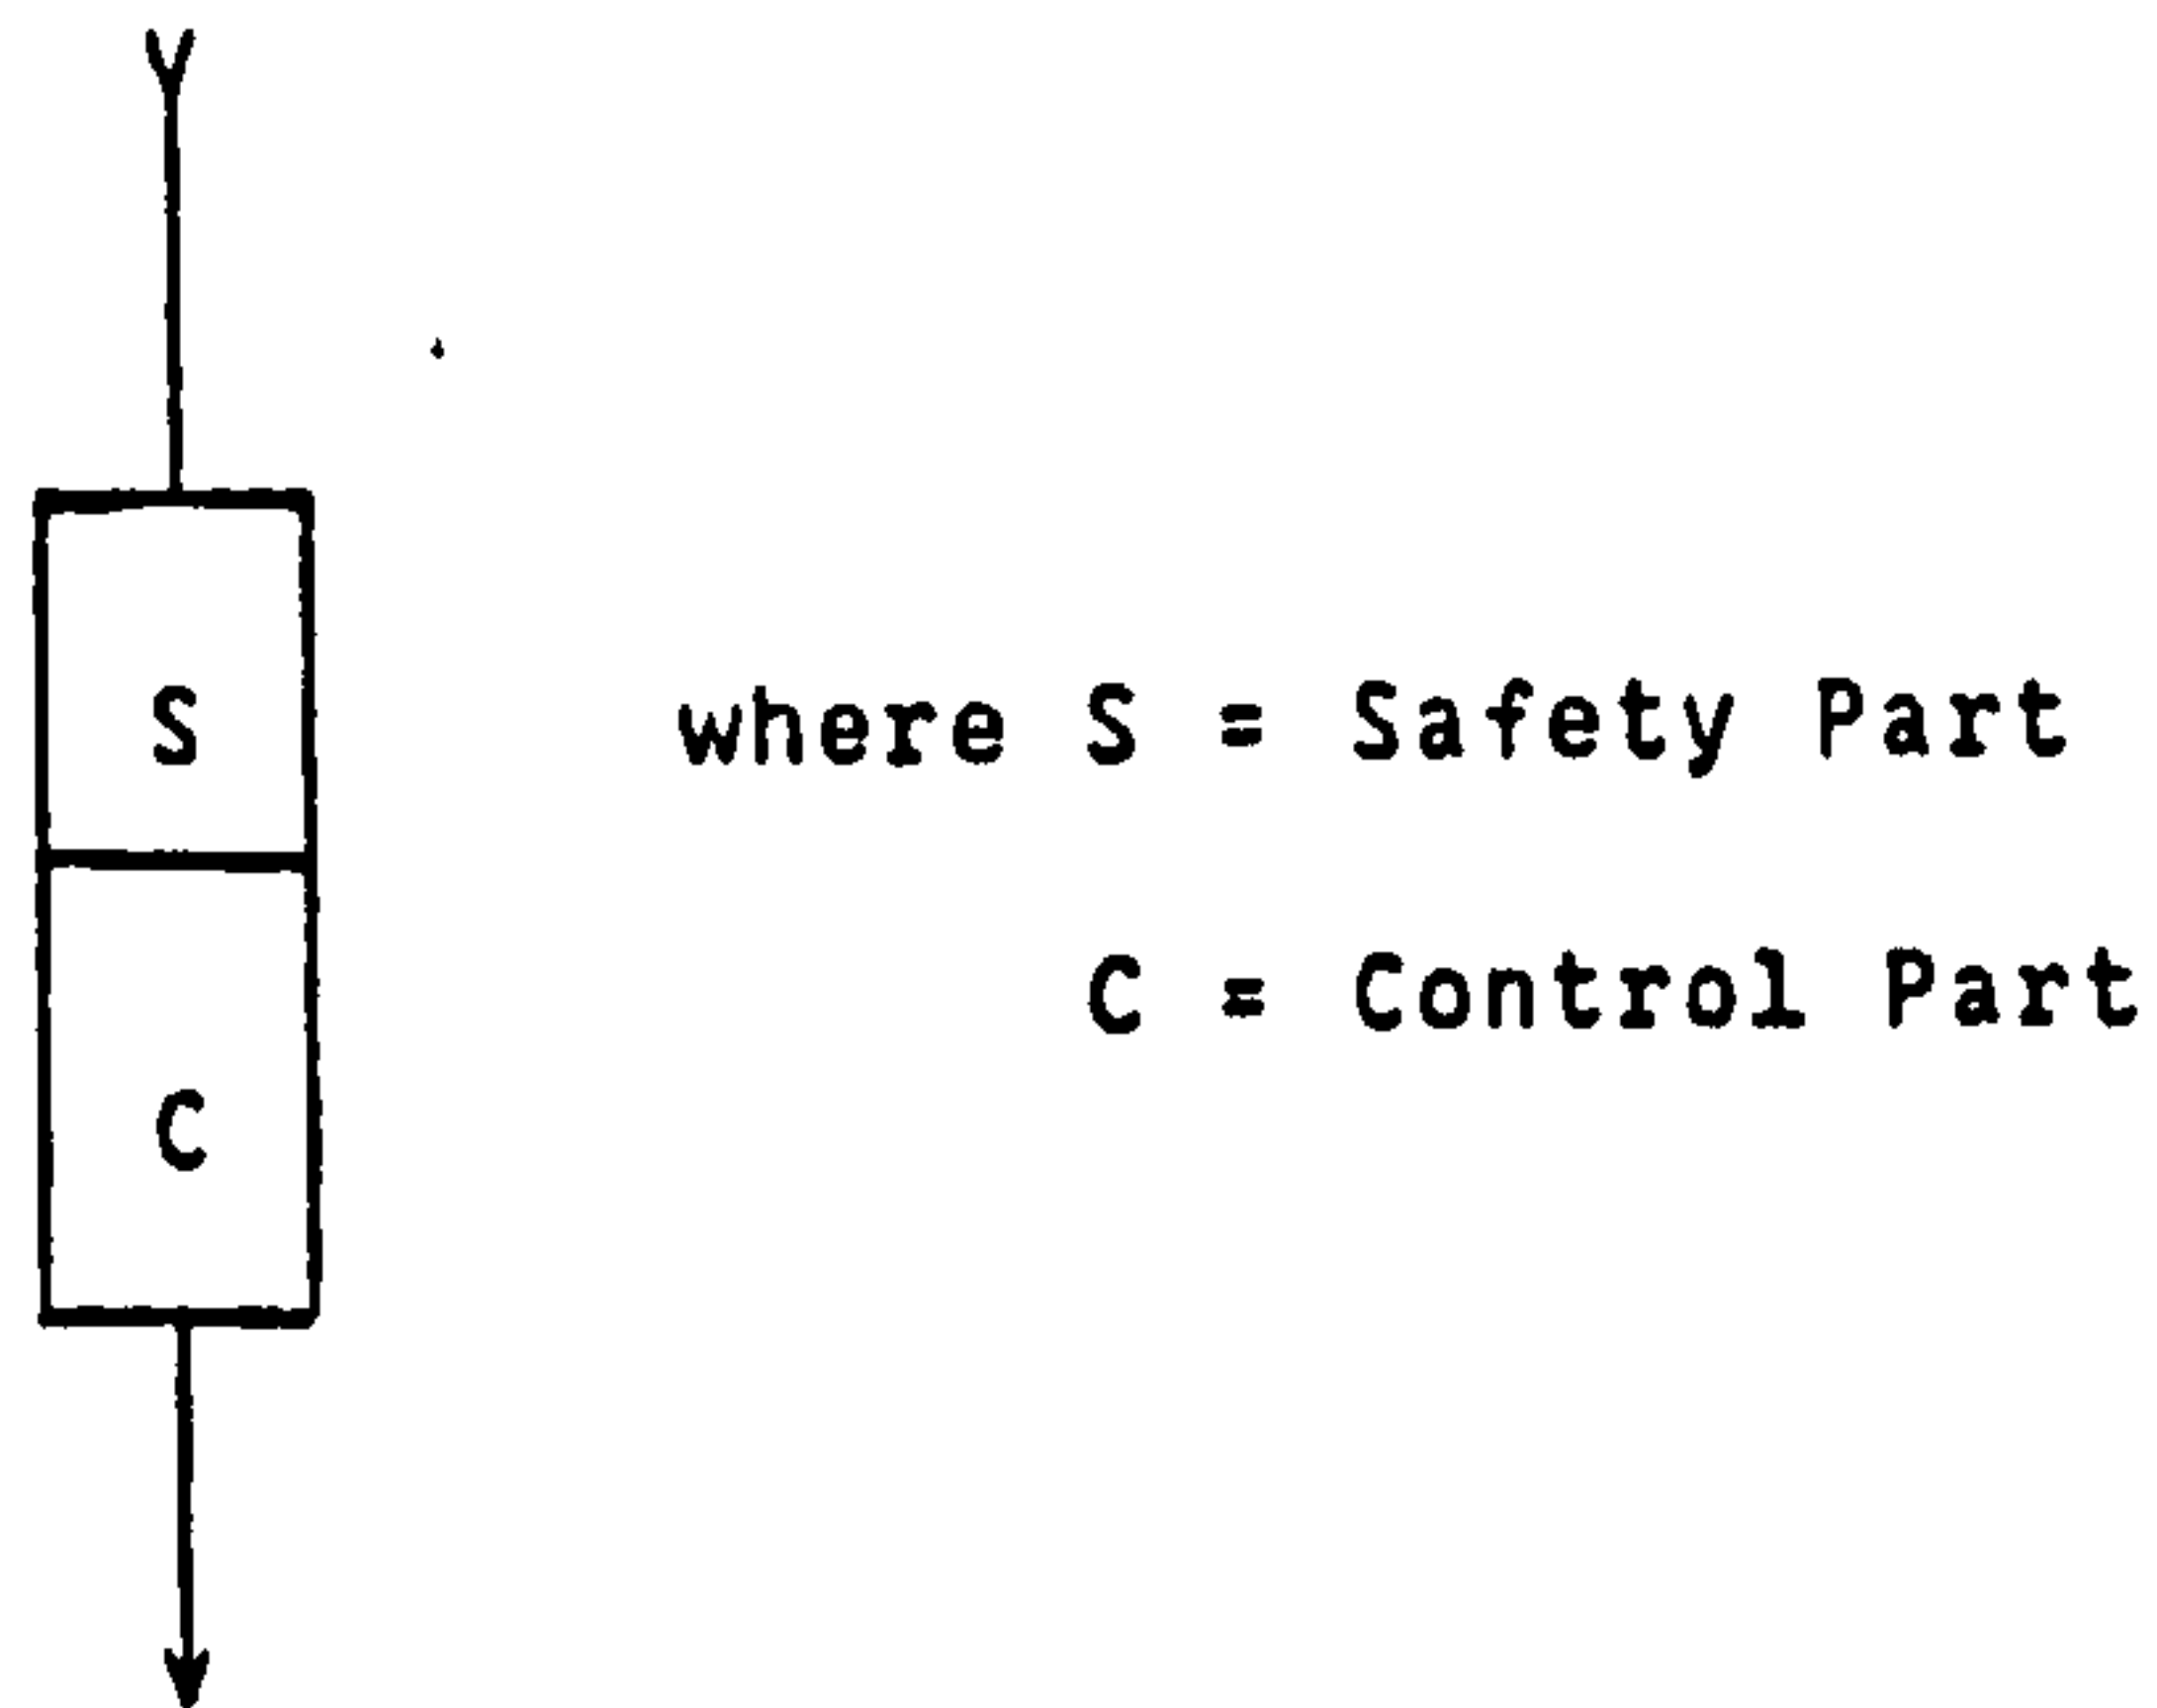 S
where S = Safety Part
C = Control Part
C